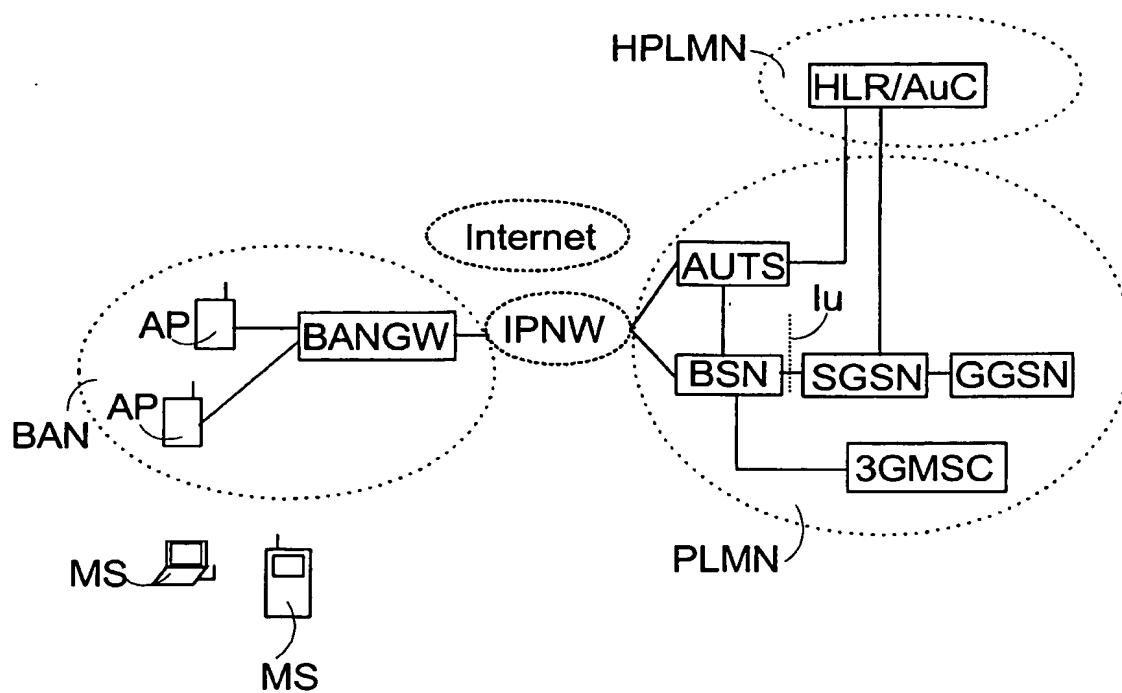 HPLMN
HLR/AuC
Internet
AUTS
Iu
AP
BANGW
IPNW
BSN
SGSN
GGSN
AP
BAN
3GMSC
PLMN
MS
MS